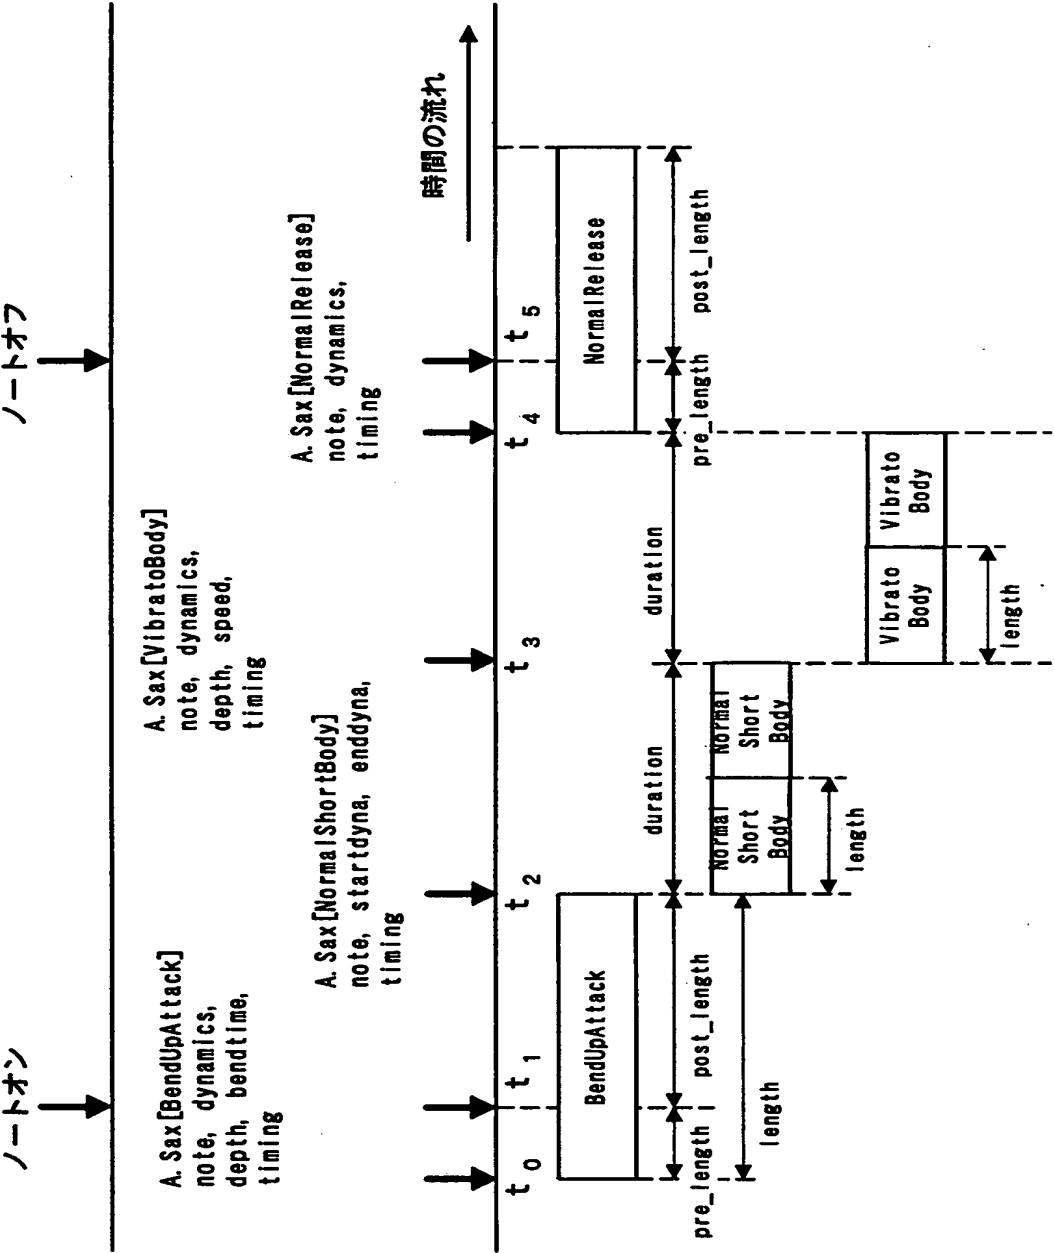 ノートオン
ノートオフ
A.Sax[BendUpAttack]
note, dynamics,
depth, bendtime,
timing
A.Sax[VibratoBody]
note, dynamics,
depth, speed,
timing
A.Sax[NormalShortBody]
note, startdyna, enddyna,
timing
A.Sax[NormalRelease]
note, dynamics,
timing
時間の流れ
t0
t1
t2
t3
t4
t5
BendUpAttack
NormalRelease
pre_length
post_length
duration
duration
pre_length
post_length
length
Normal
Short
Body
Normal
Short
Body
length
Vibrato
Body
Vibrato
Body
length